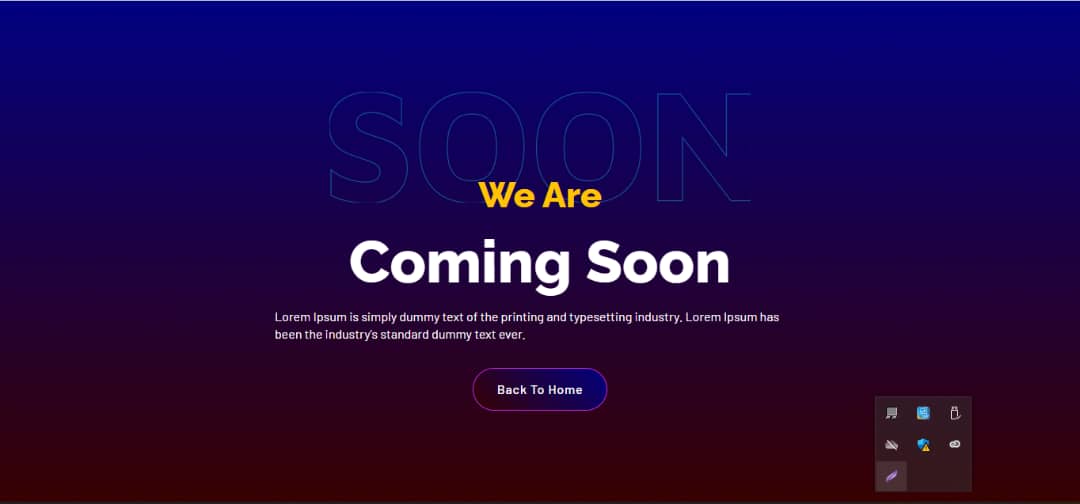 SOON
We Are
Coming Soon
Lorem Ipsum is simply dummy text of the printing and typesetting industry. Lorem Ipsum has
been the industry's standard dummy text ever.
Back To Home